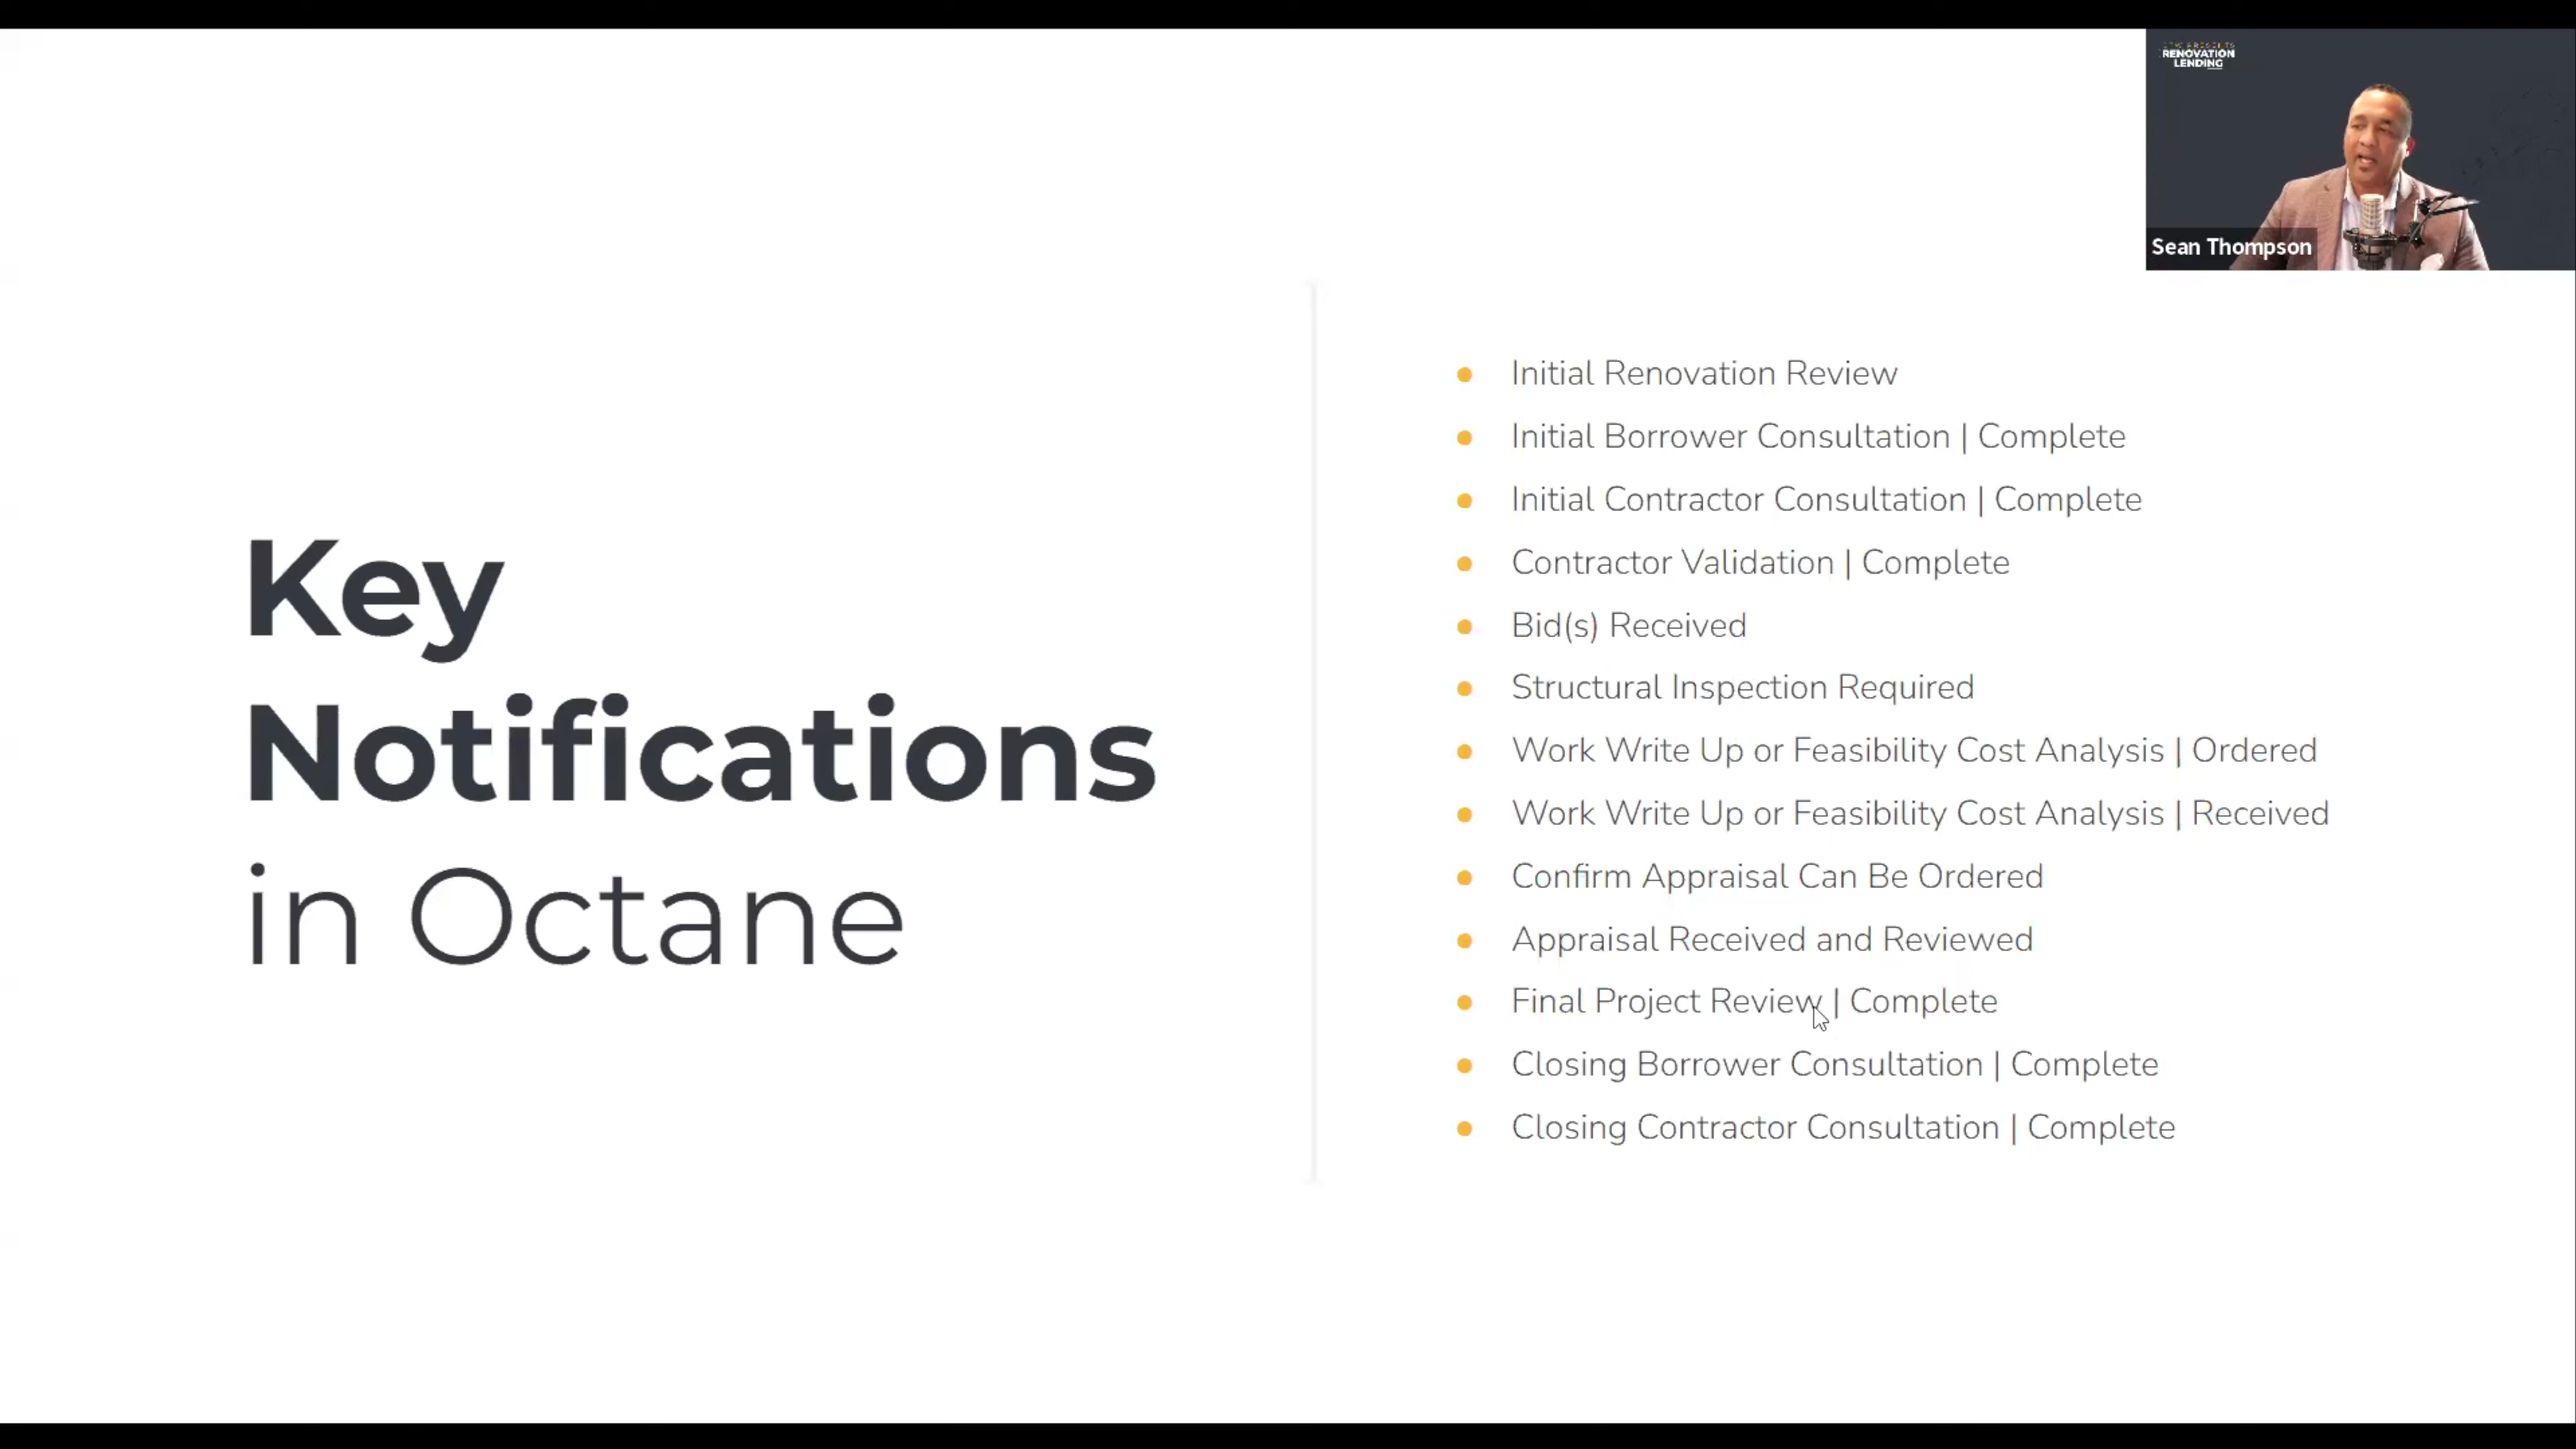 RENOVATION
LENDING
Sean Thompson
Key
Notifications
in Octane
Initial Renovation Review
Initial Borrower Consultation | Complete
Initial Contractor Consultation | Complete
Contractor Validation | Complete
Bid(s) Received
Structural Inspection Required
Work Write Up or Feasibility Cost Analysis | Ordered
Work Write Up or Feasibility Cost Analysis | Received
Confirm Appraisal Can Be Ordered
Appraisal Received and Reviewed
Final Project Review | Complete
Closing Borrower Consultation | Complete
Closing Contractor Consultation | Complete